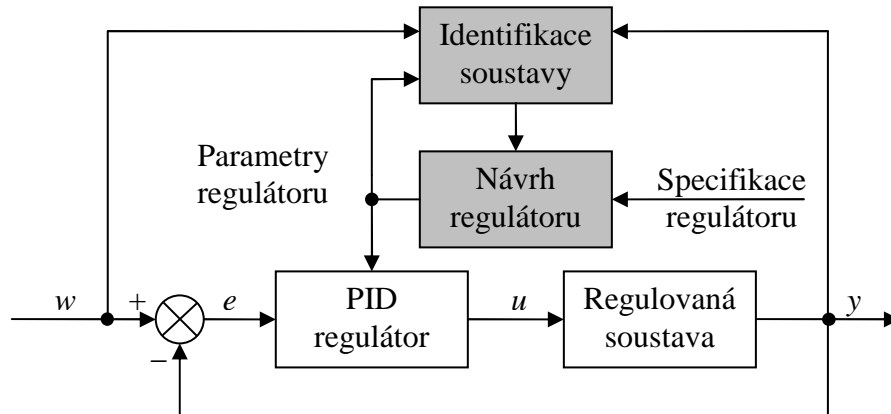 Identifikace
soustavy
Parametry
regulátoru
Návrh
regulátoru
Specifikace
regulátoru
w
+
−
e
PID
regulátor
u
Regulovaná
soustava
y